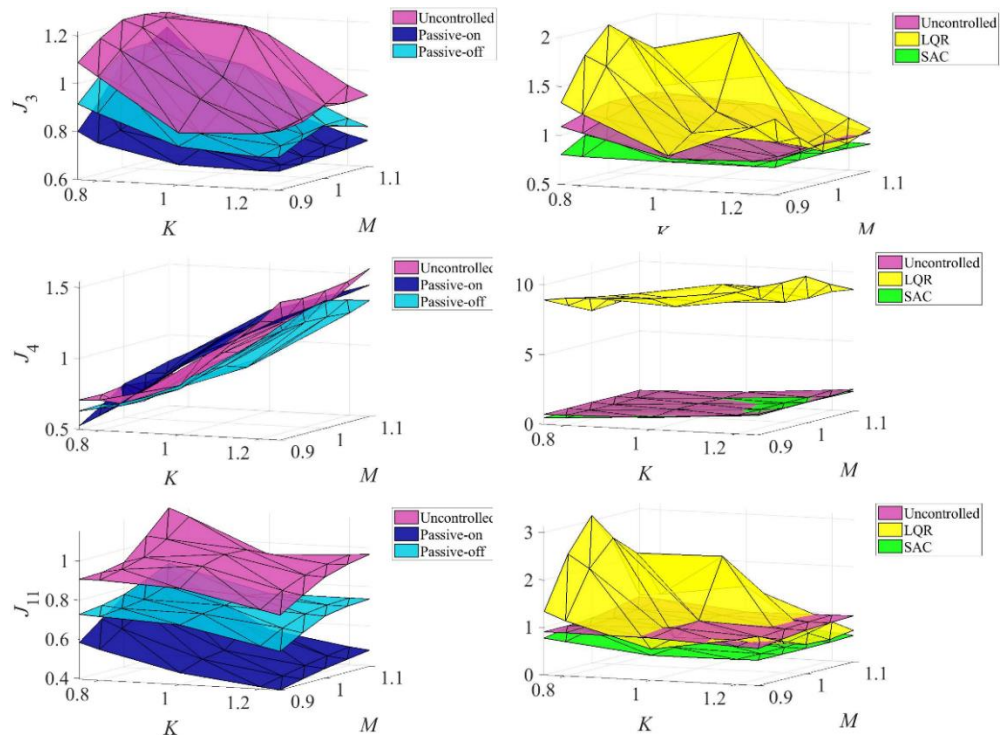 Uncontrolled
Passive-on
Passive-off
1.2
1
0.8
0.6
J3
0.8
1
1.2
K
0.9
1
1.1
M
Uncontrolled
LQR
SAC
2
1.5
1
0.5
0.8
1
1.2
K
0.9
1
1.1
M
Uncontrolled
Passive-on
Passive-off
1.5
1
0.5
J4
0.8
1
1.2
K
0.9
1
1.1
M
Uncontrolled
LQR
SAC
10
5
0
0.8
1
1.2
K
0.9
1
1.1
M
Uncontrolled
Passive-on
Passive-off
1
0.8
0.6
0.4
J11
0.8
1
1.2
K
0.9
1
1.1
M
Uncontrolled
LQR
SAC
3
2
1
0
0.8
1
1.2
K
0.9
1
1.1
M